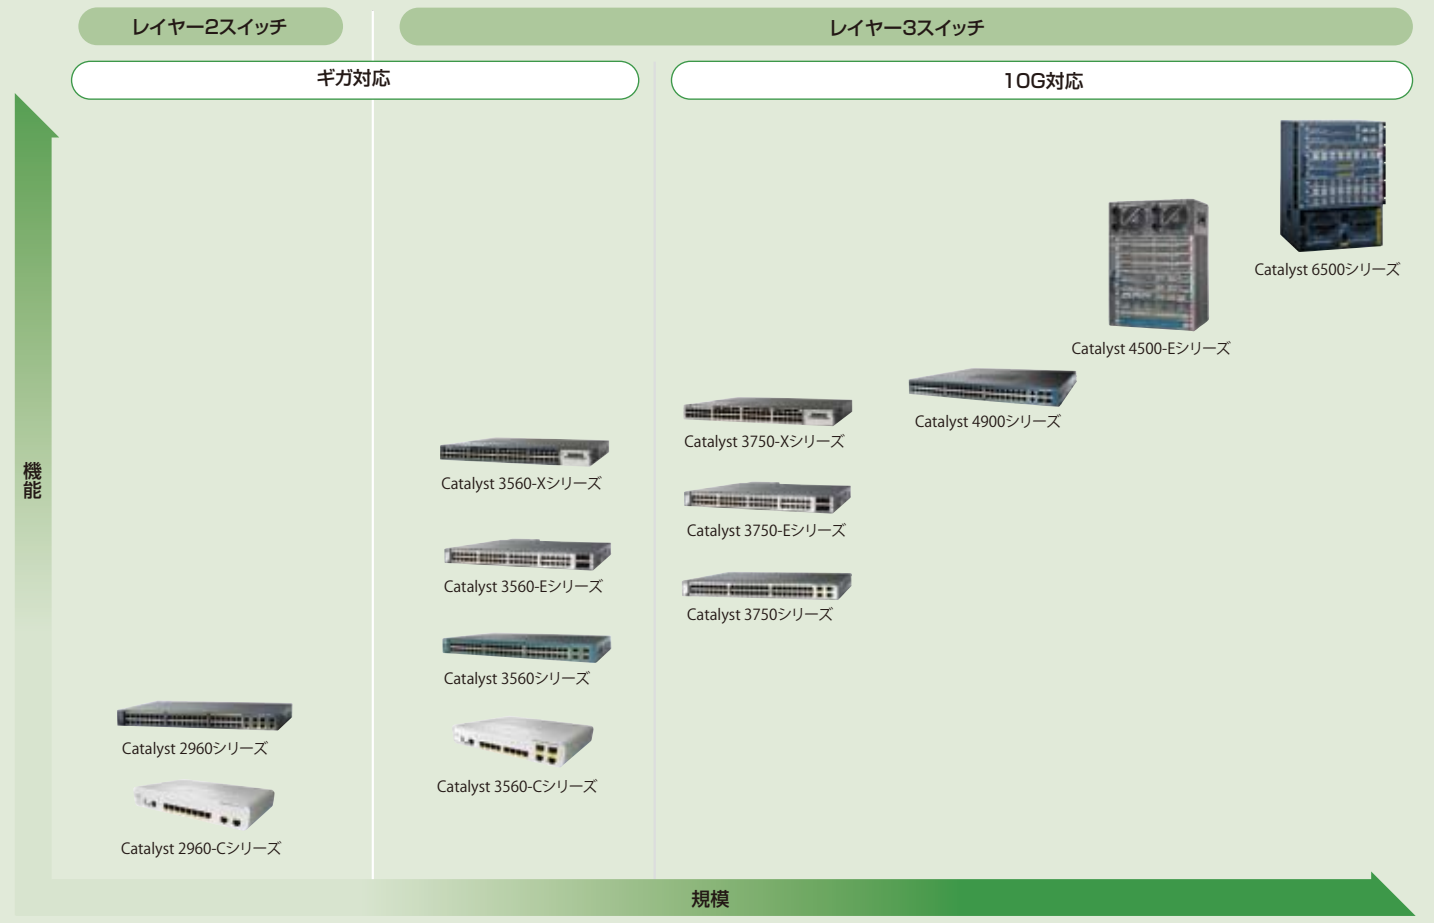 レイヤー2スイッチ
レイヤー3スイッチ
ギガ対応
10G対応
Catalyst 6500シリーズ
Catalyst 4500-Eシリーズ
Catalyst 4900シリーズ
Catalyst 3750-Xシリーズ
Catalyst 3560-Xシリーズ
機能
Catalyst 3750-Eシリーズ
Catalyst 3560-Eシリーズ
Catalyst 3750シリーズ
Catalyst 3560シリーズ
Catalyst 2960シリーズ
Catalyst 3560-Cシリーズ
Catalyst 2960-Cシリーズ
規模